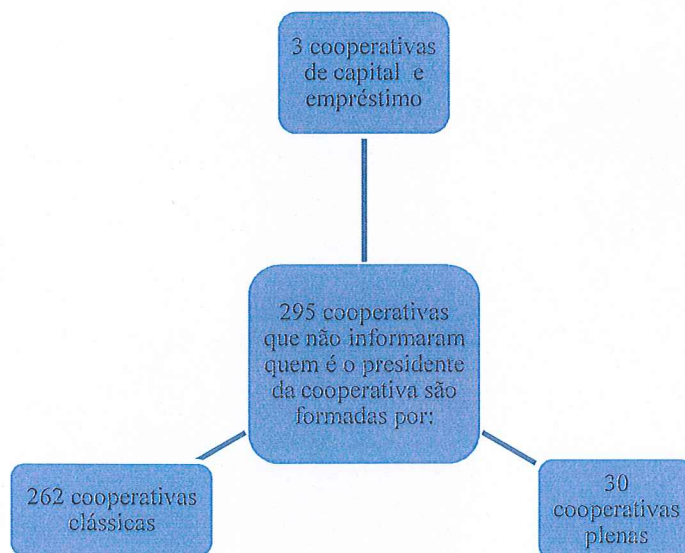 3 cooperativas
de capital e
empréstimo
295 cooperativas
que não informaram
quem é o presidente
da cooperativa são
formadas por:
262 cooperativas
clássicas
30
cooperativas
plenas